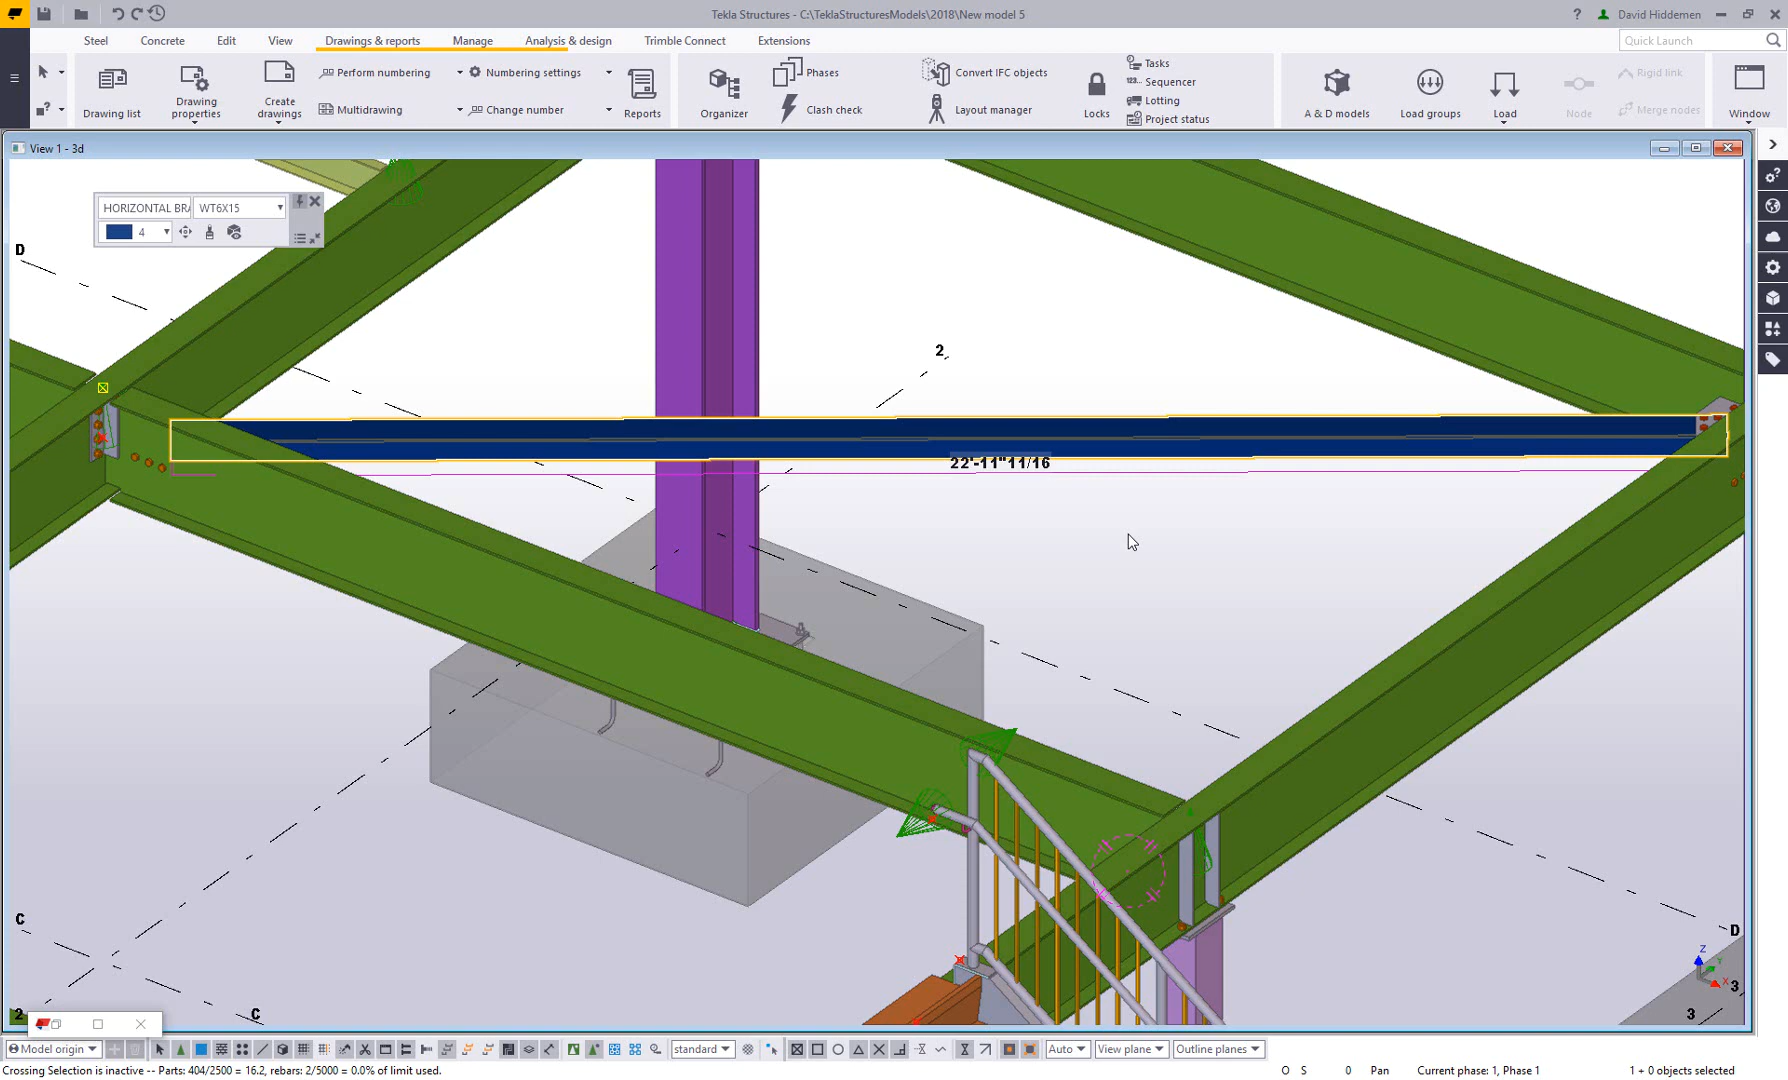 Tekla Structures - C:\TeklaStructuresModels\2018\New model 5
? David Hiddemen
Steel Concrete Edit View Drawings & reports Manage Analysis & design Trimble Connect Extensions
Quick Launch
Drawing list
Drawing properties
Create drawings
Perform numbering
Numbering settings
Multidrawing
Change number
Reports
Organizer
Phases
Clash check
Convert IFC objects
Layout manager
Locks
Tasks
Sequencer
Lotting
Project status
A & D models
Load groups
Load
Node
Rigid link
Merge nodes
Window
View 1 - 3d
HORIZONTAL BRA WT6X15
4
D
2
22'-11"11/16
C
D
Z
Y
X
3
2
C
3
Model origin
standard
Auto
View plane
Outline planes
Crossing Selection is inactive -- Parts: 404/2500 = 16.2, rebars: 2/5000 = 0.0% of limit used.
O S 0 Pan Current phase: 1, Phase 1 1 + 0 objects selected